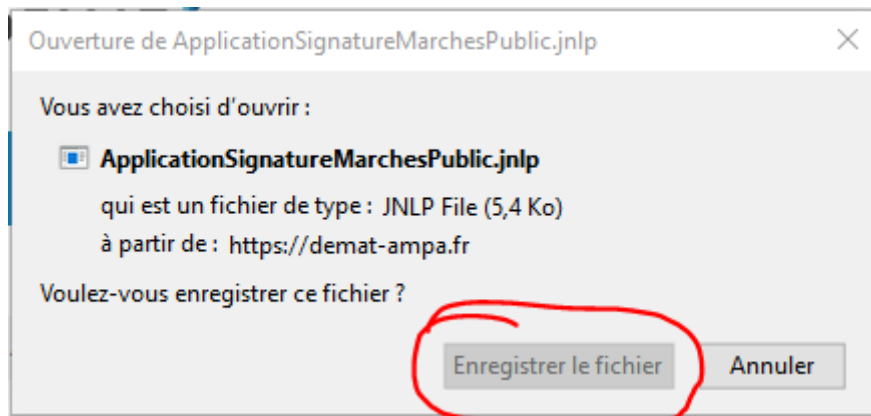 Ouverture de ApplicationSignatureMarchesPublic.jnlp
Vous avez choisi d'ouvrir :
ApplicationSignatureMarchesPublic.jnlp
qui est un fichier de type : JNLP File (5,4 Ko)
à partir de : https://demat-ampa.fr
Voulez-vous enregistrer ce fichier ?
Enregistrer le fichier Annuler